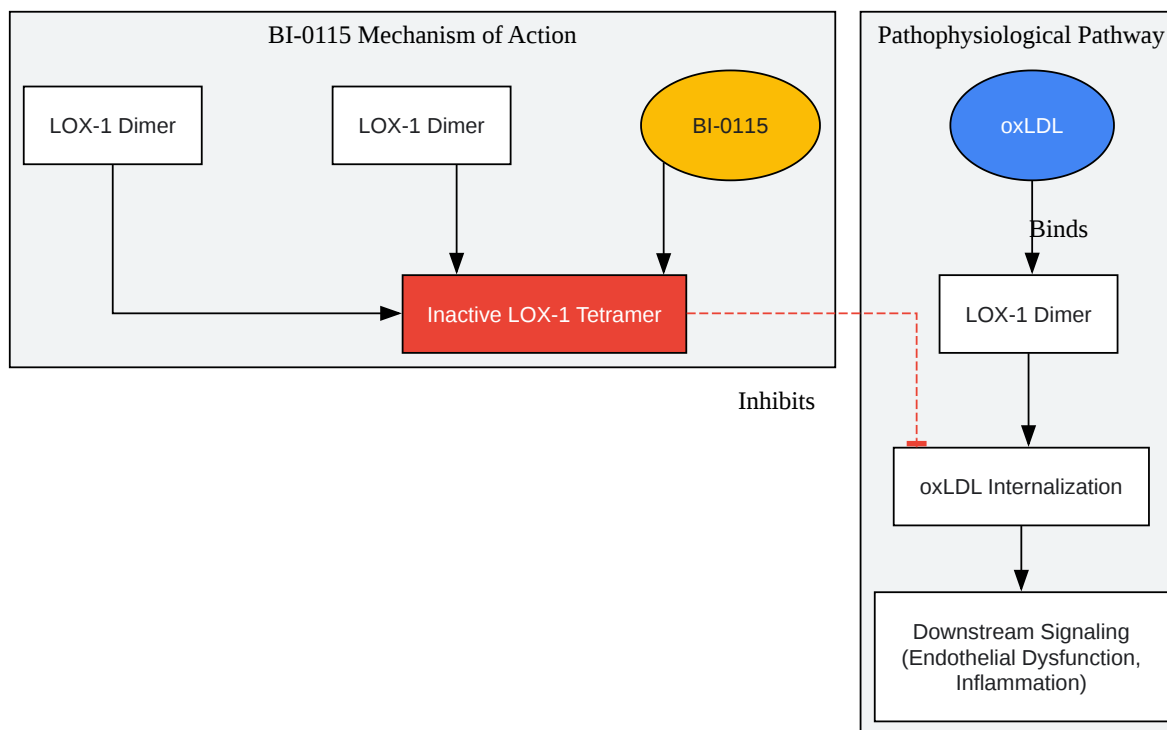 BI-0115 Mechanism of Action
LOX-1 Dimer
LOX-1 Dimer
BI-0115
Inactive LOX-1 Tetramer
Inhibits
Pathophysiological Pathway
oxLDL
Binds
LOX-1 Dimer
oxLDL Internalization
Downstream Signaling
(Endothelial Dysfunction,
Inflammation)